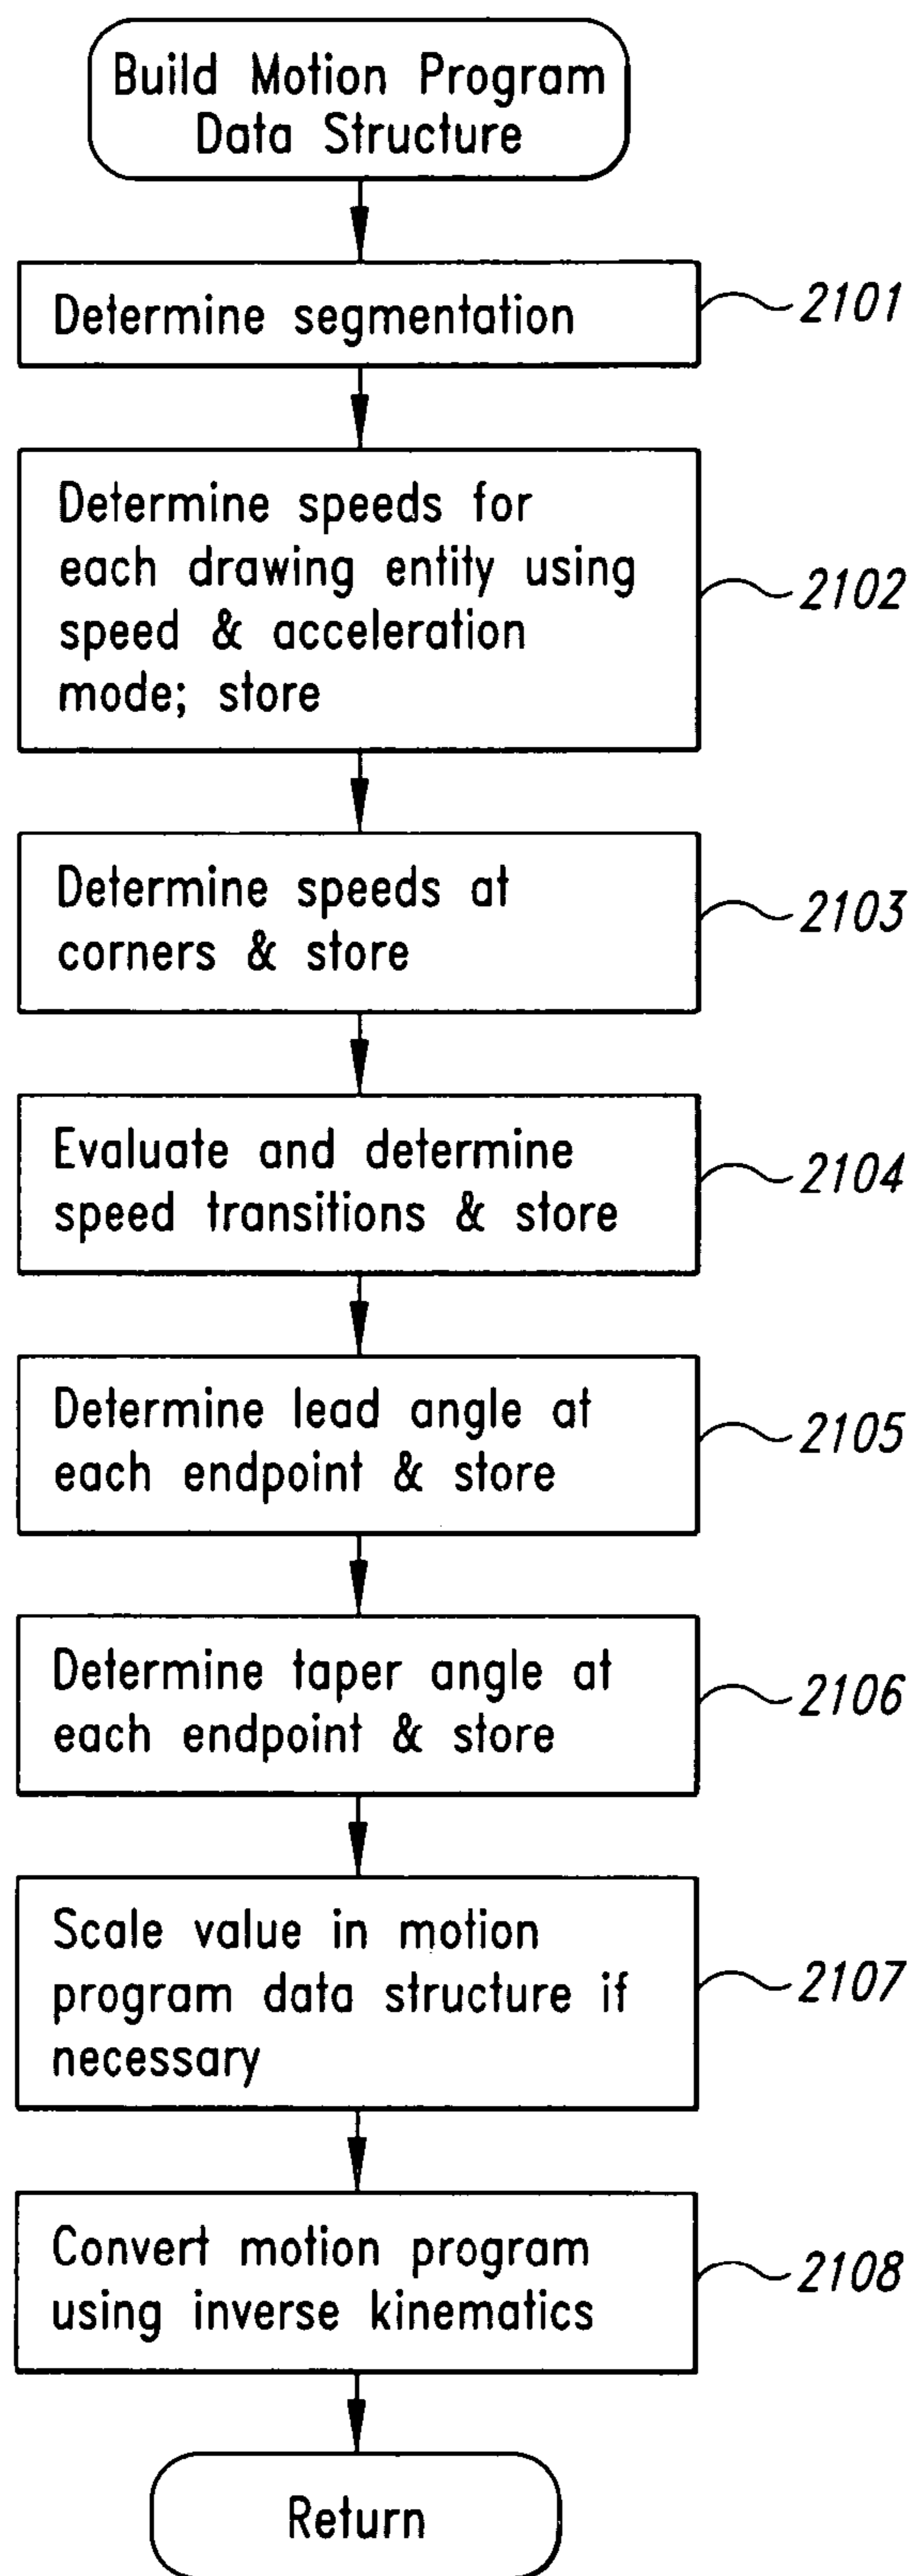 Build Motion Program
Data Structure
Determine segmentation
2101
Determine speeds for
each drawing entity using
speed & acceleration
mode; store
2102
Determine speeds at
corners & store
2103
Evaluate and determine
speed transitions & store
2104
Determine lead angle at
each endpoint & store
2105
Determine taper angle at
each endpoint & store
2106
Scale value in motion
program data structure if
necessary
2107
Convert motion program
using inverse kinematics
2108
Return